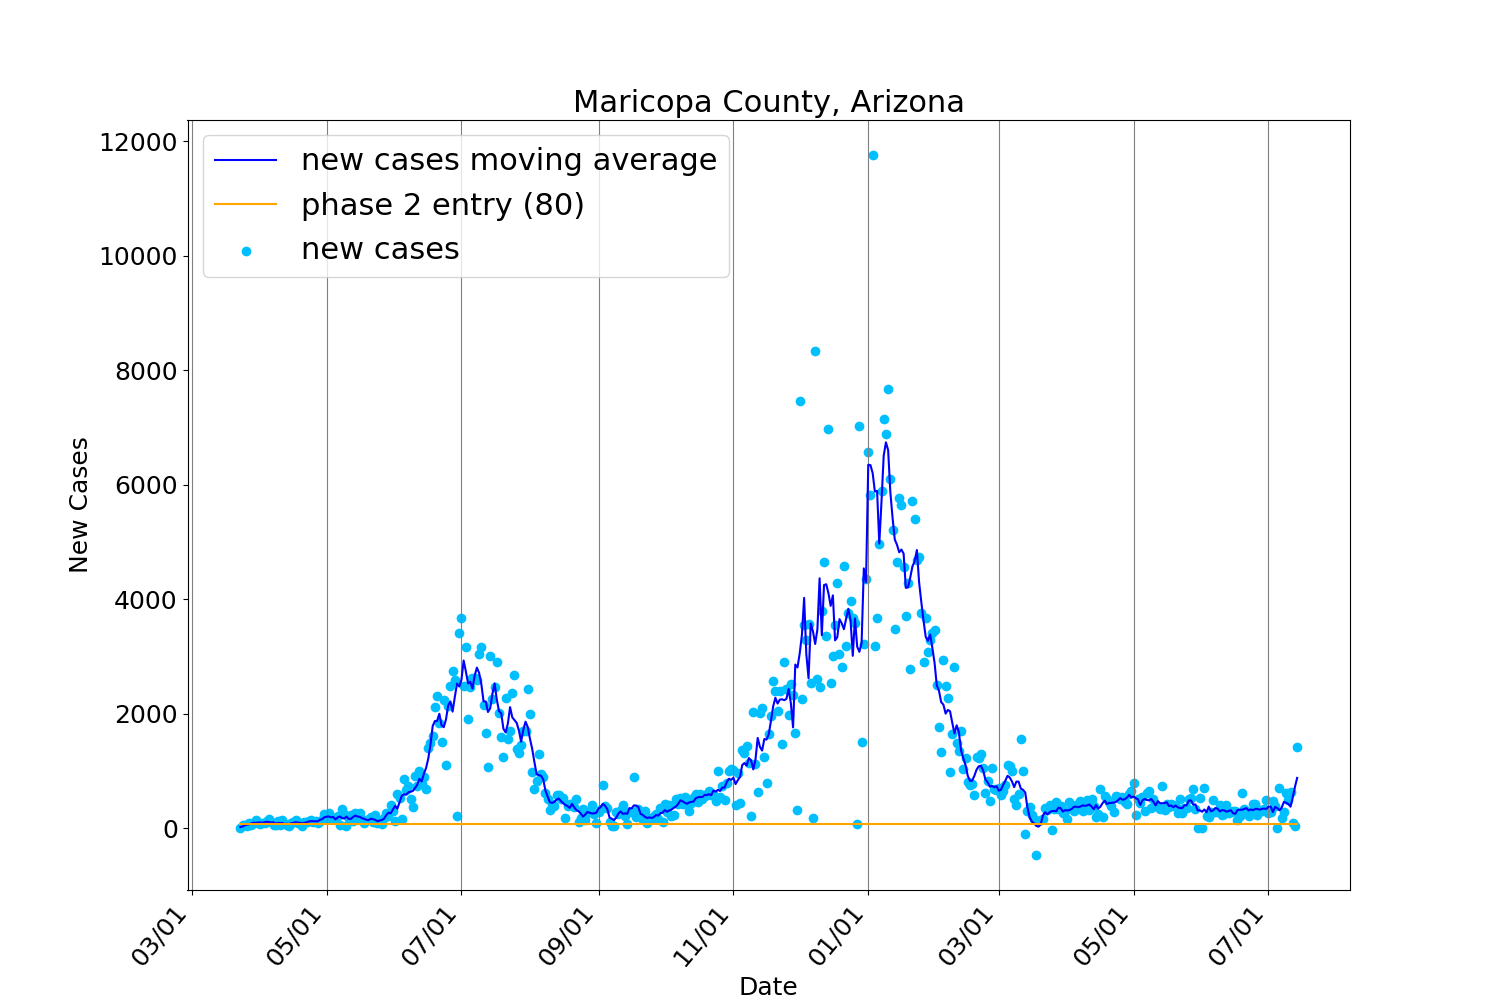 Maricopa County, Arizona
12000
10000
8000
6000
4000
2000
0
New Cases
new cases moving average
phase 2 entry (80)
new cases
03/01
05/01
07/01
09/01
11/01
01/01
03/01
05/01
07/01
Date